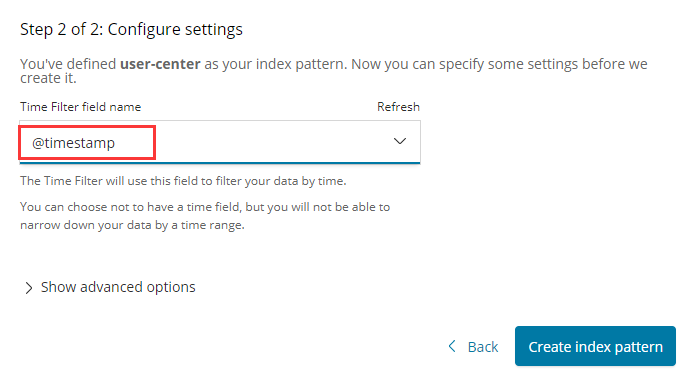 Step 2 of 2: Configure settings
You've defined user-center as your index pattern. Now you can specify some settings before we
create it.
Time Filter field name Refresh
@timestamp
The Time Filter will use this field to filter your data by time.
You can choose not to have a time field, but you will not be able to
narrow down your data by a time range.
Show advanced options
Back Create index pattern